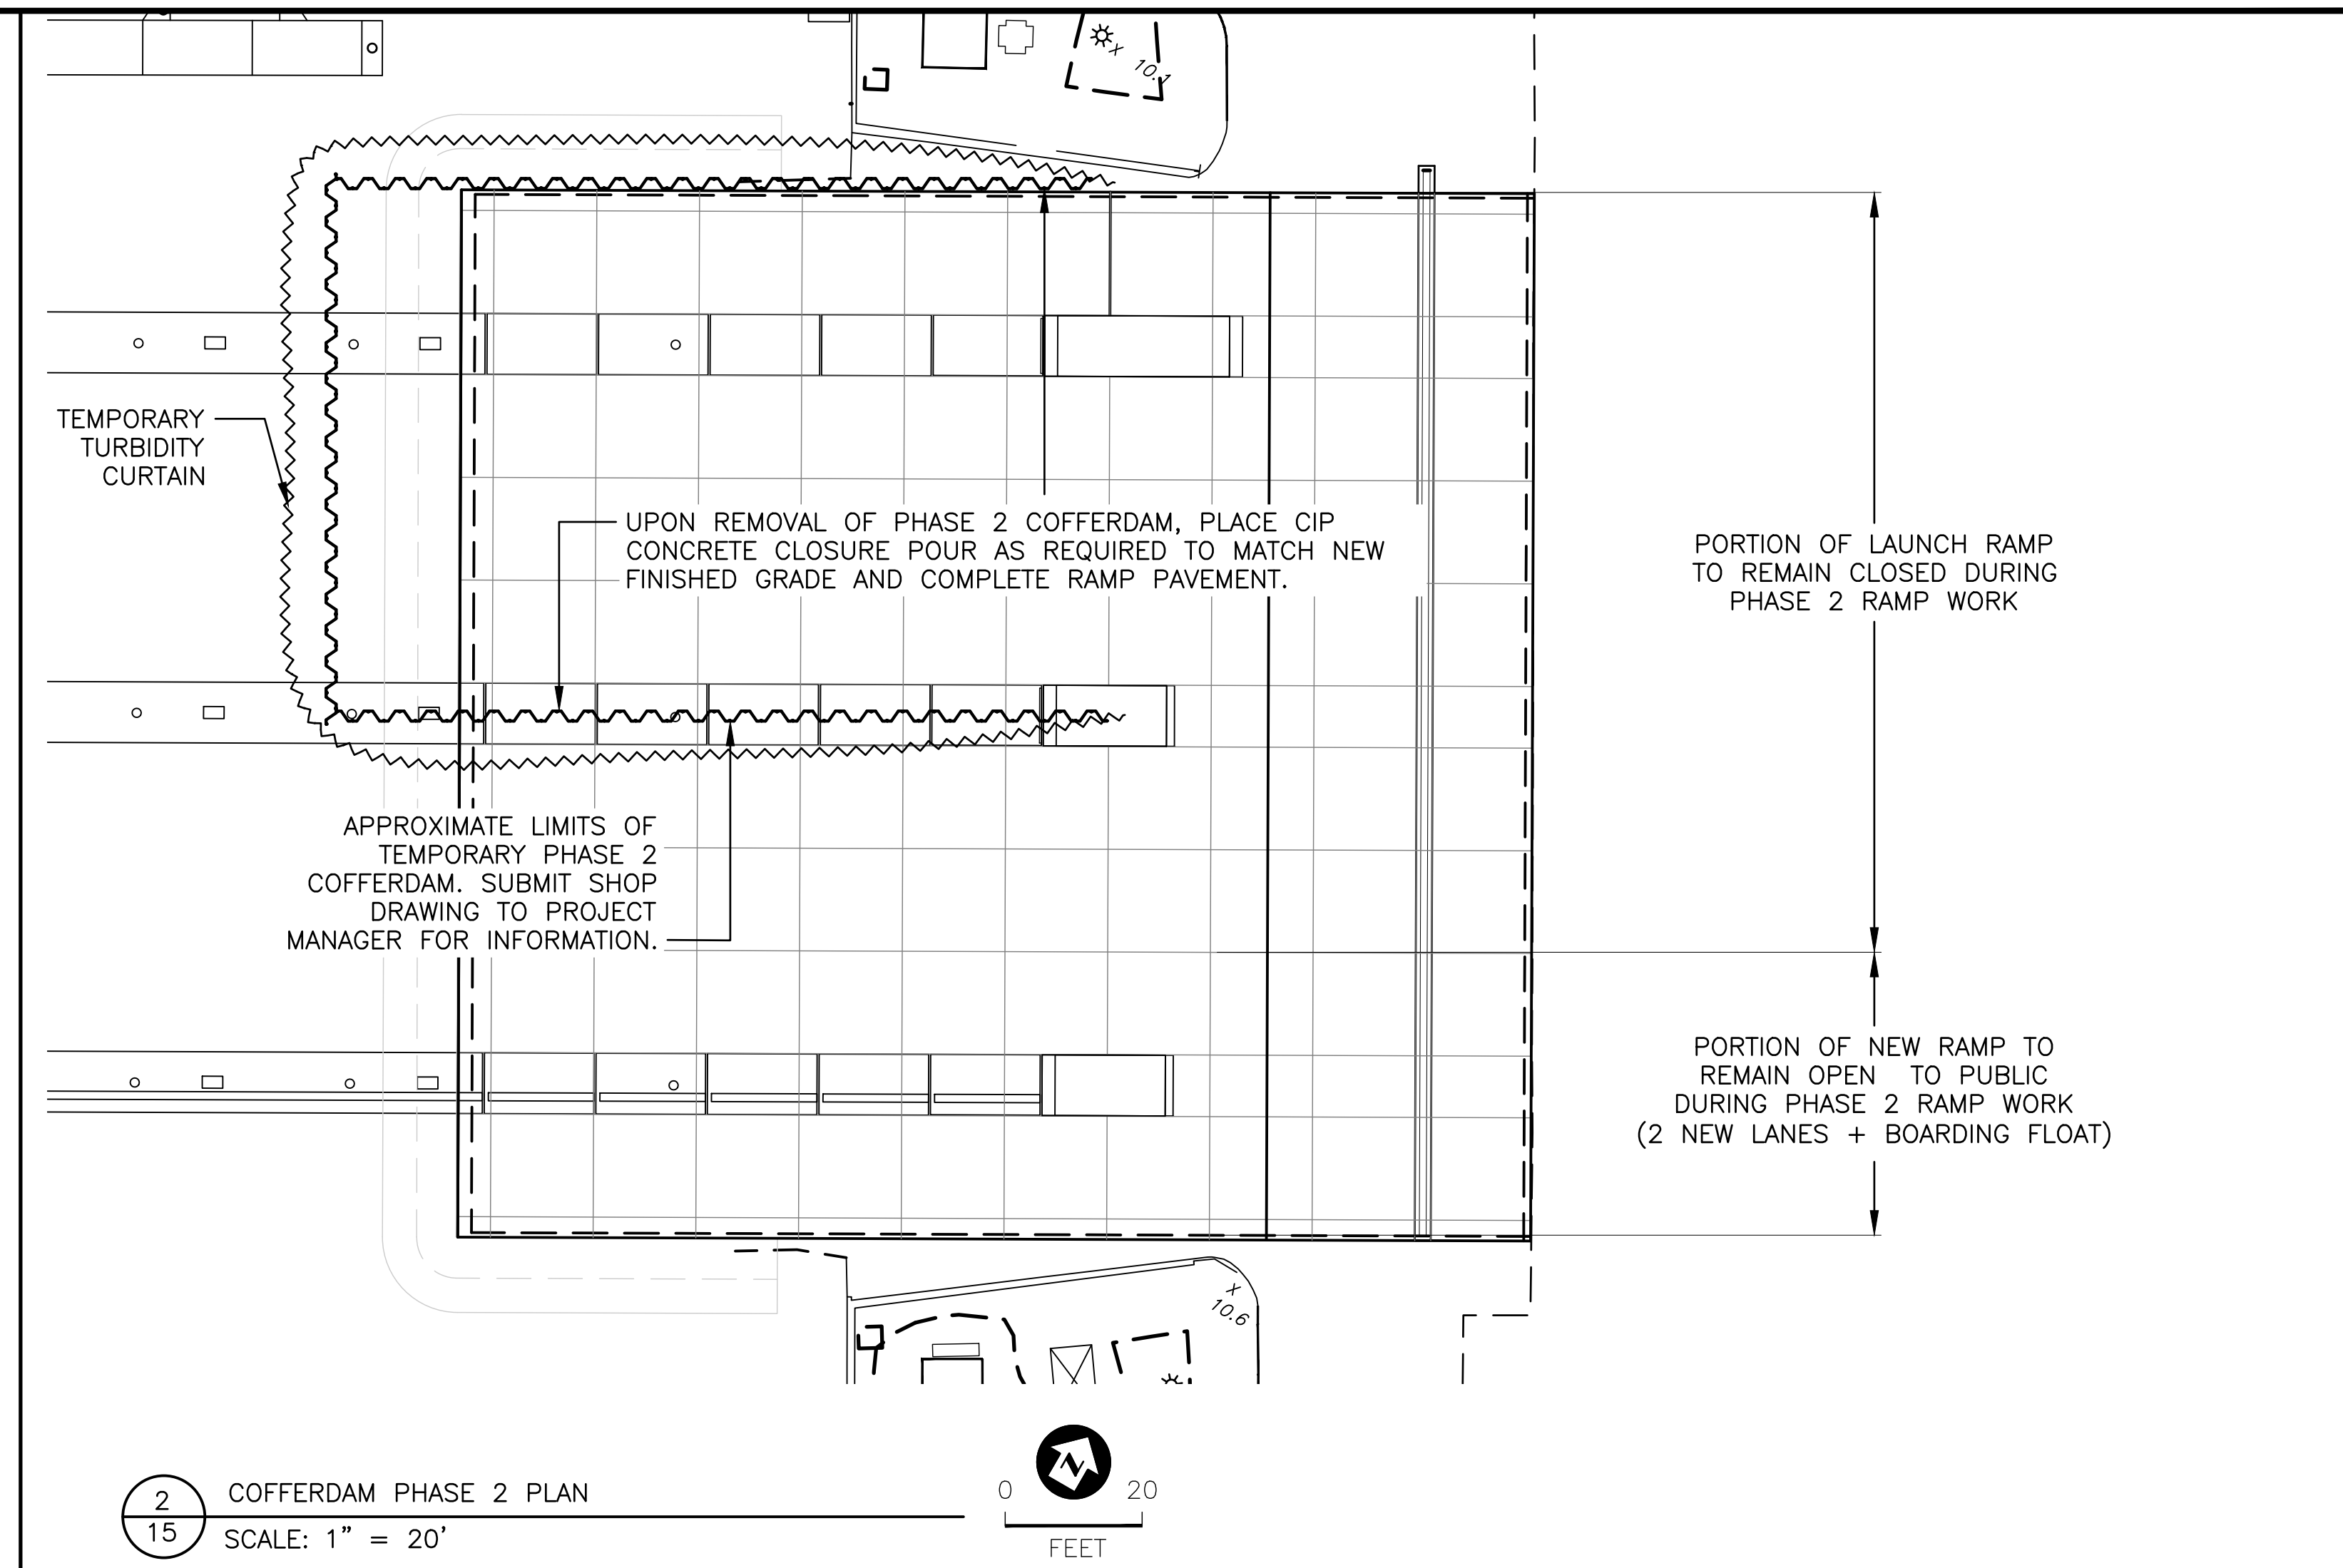 10.1
TEMPORARY
TURBIDITY
CURTAIN
UPON REMOVAL OF PHASE 2 COFFERDAM, PLACE CIP
CONCRETE CLOSURE POUR AS REQUIRED TO MATCH NEW
FINISHED GRADE AND COMPLETE RAMP PAVEMENT.
PORTION OF LAUNCH RAMP
TO REMAIN CLOSED DURING
PHASE 2 RAMP WORK
APPROXIMATE LIMITS OF
TEMPORARY PHASE 2
COFFERDAM. SUBMIT SHOP
DRAWING TO PROJECT
MANAGER FOR INFORMATION.
PORTION OF NEW RAMP TO
REMAIN OPEN TO PUBLIC
DURING PHASE 2 RAMP WORK
(2 NEW LANES + BOARDING FLOAT)
10.6
2
15
COFFERDAM PHASE 2 PLAN
SCALE: 1" = 20'
N
0 20
FEET